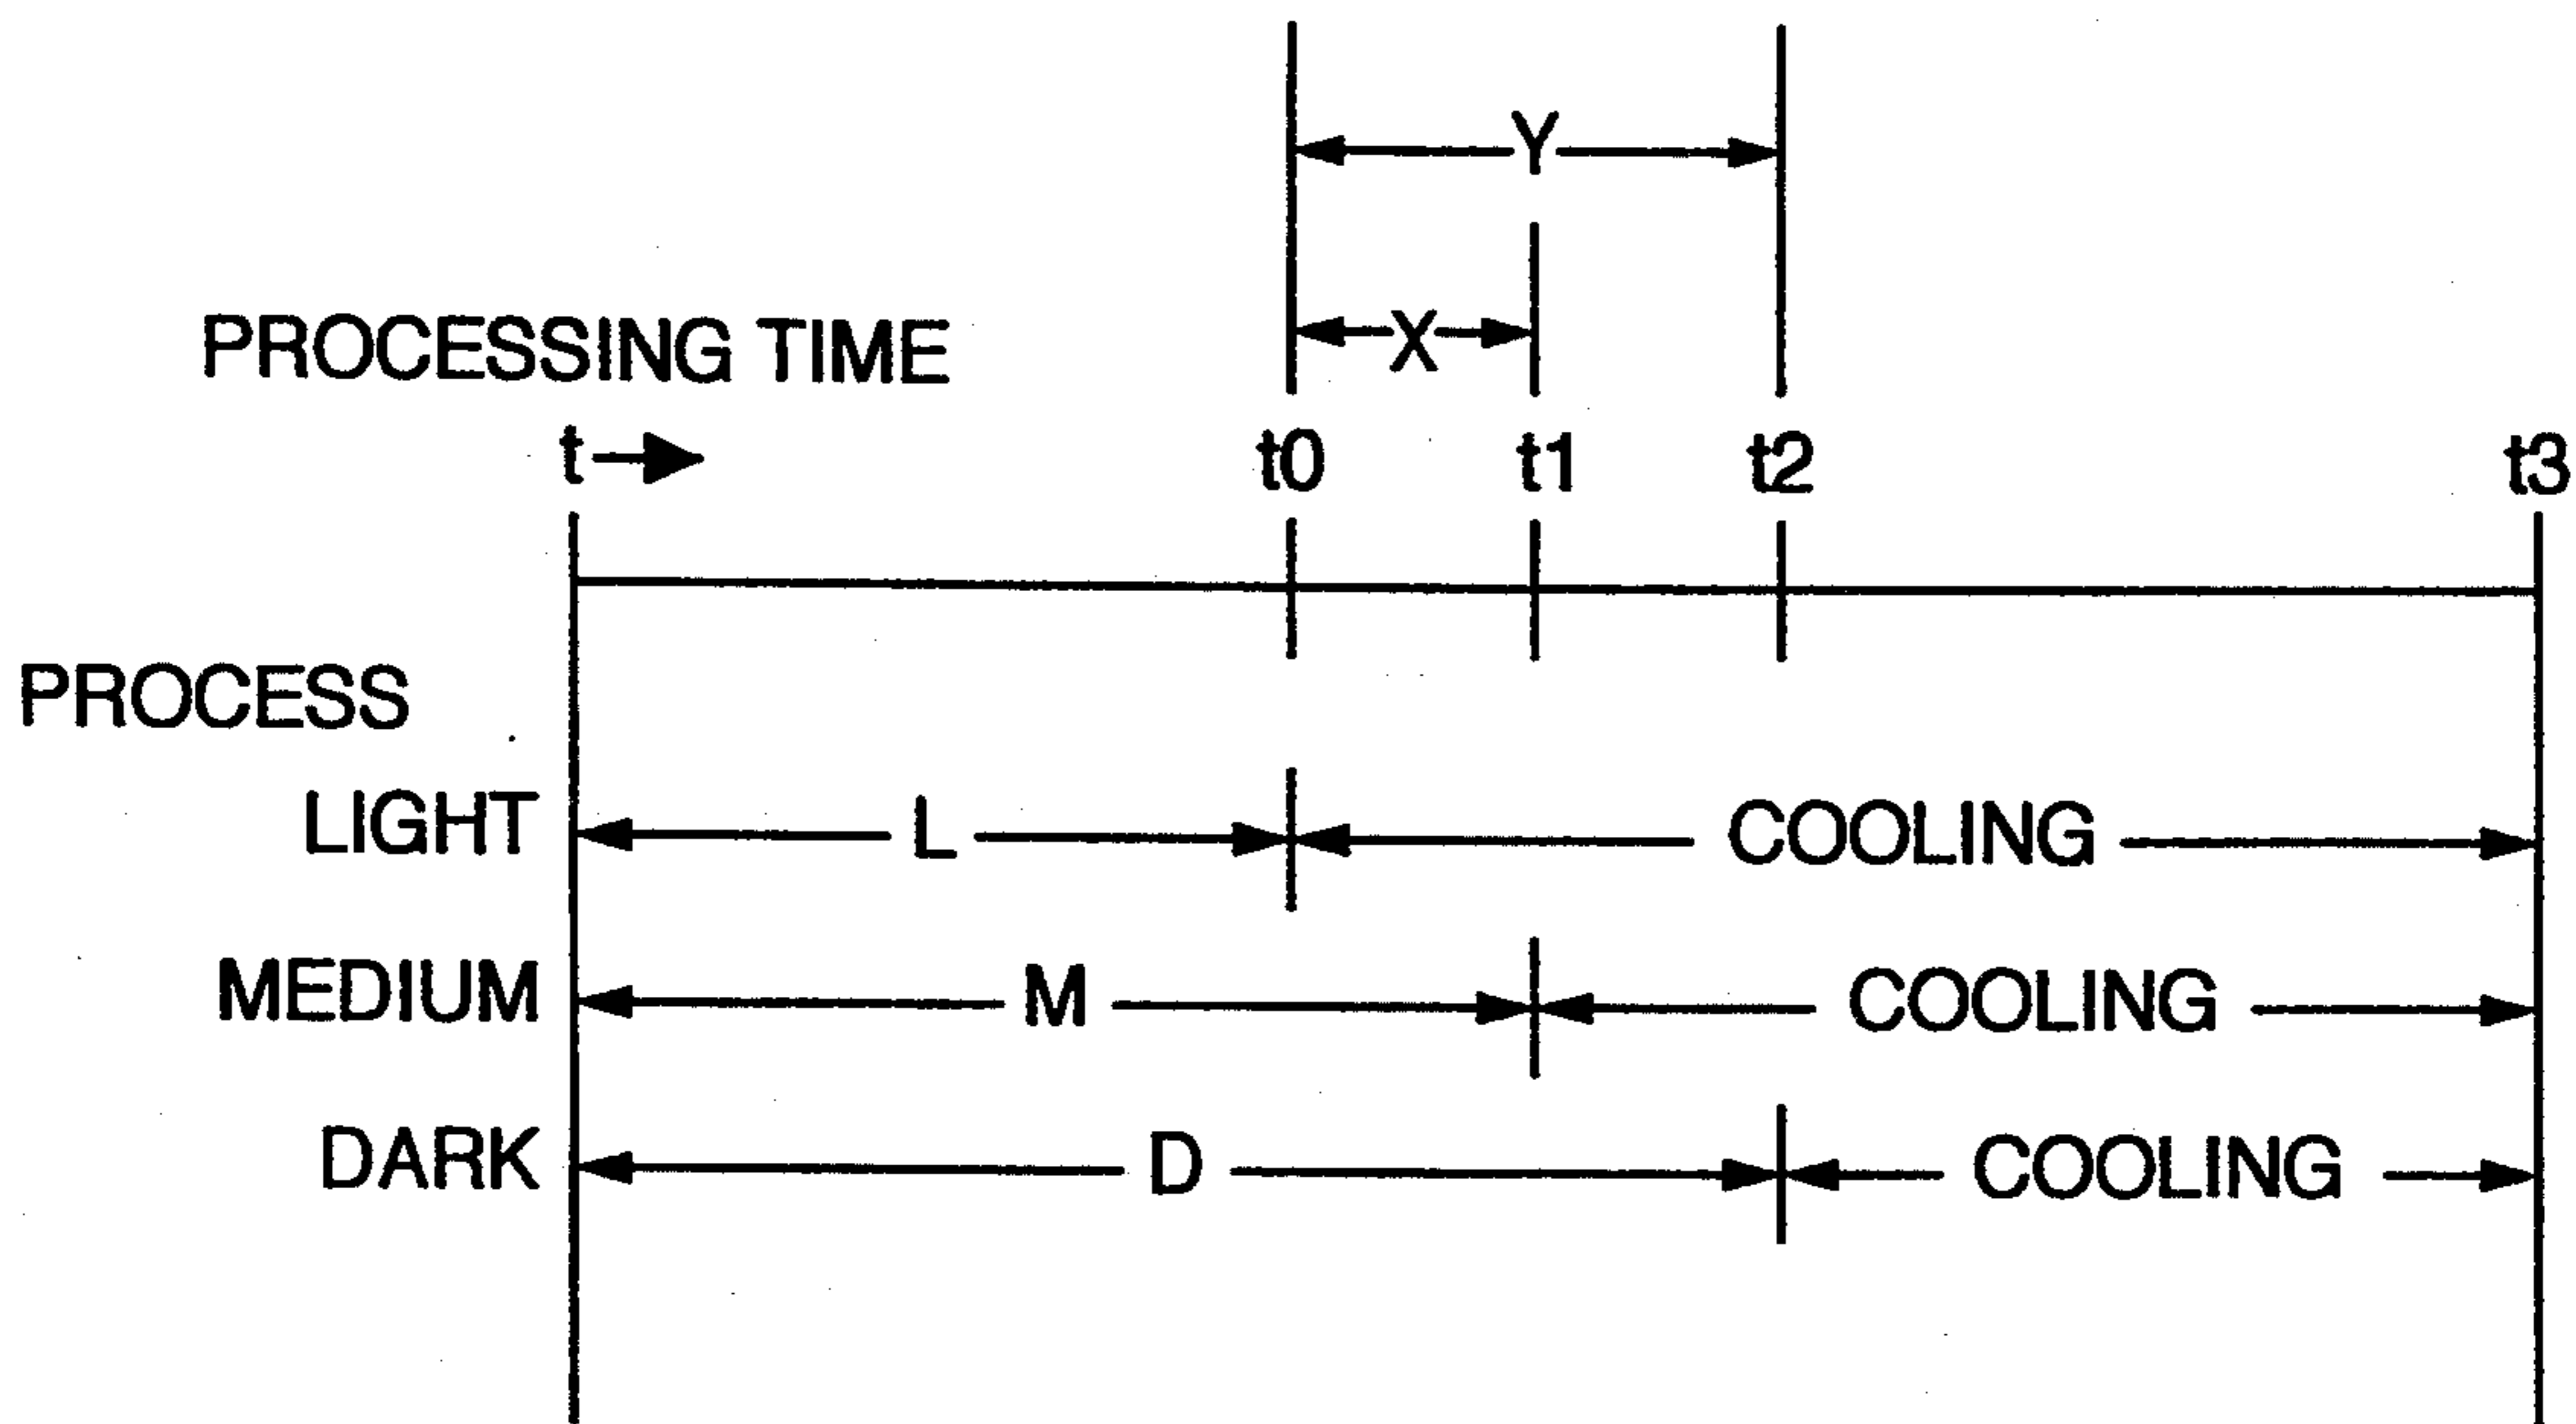 Y
X
PROCESSING TIME
t t0 t1 t2 t3
PROCESS
LIGHT L COOLING
MEDIUM M COOLING
DARK D COOLING